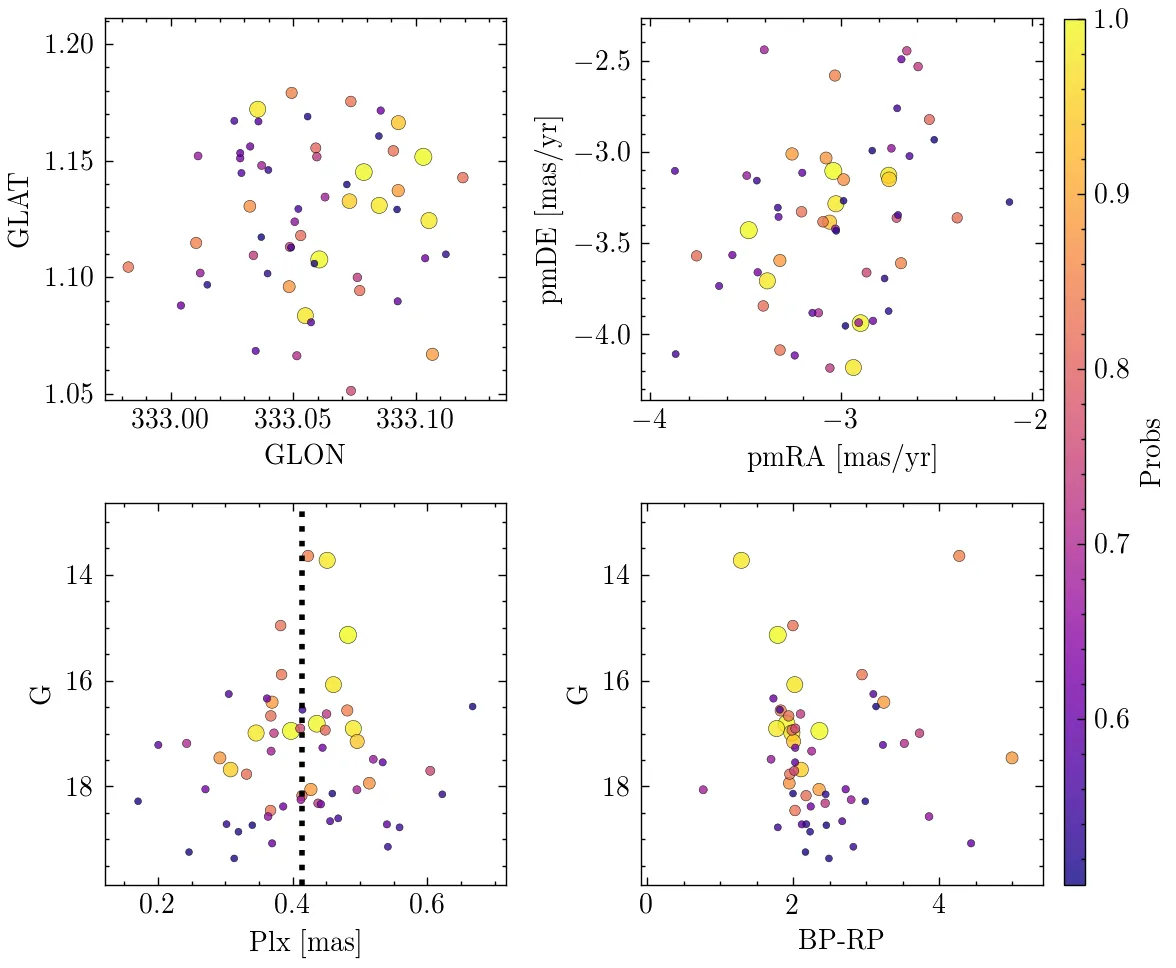 1.20
1.15
1.10
1.05
GLAT
333.00 333.05 333.10
GLON
−2.5
−3.0
−3.5
−4.0
pmDE [mas/yr]
−4 −3 −2
pmRA [mas/yr]
1.0
0.9
0.8
0.7
0.6
Probs
14
16
18
G
0.2 0.4 0.6
Plx [mas]
14
16
18
G
0 2 4
BP-RP